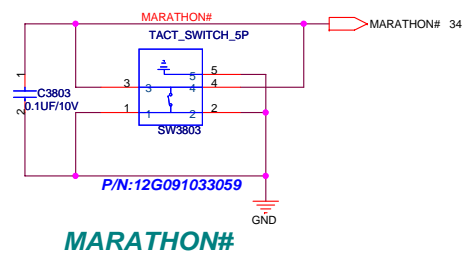 MARATHON#
MARATHON# 34
TACT_SWITCH_5P
1
5 5
3 3 4 4
C3803
0.1UF/10V
2
1 1 2 2
SW3803
P/N:12G091033059
GND
MARATHON#